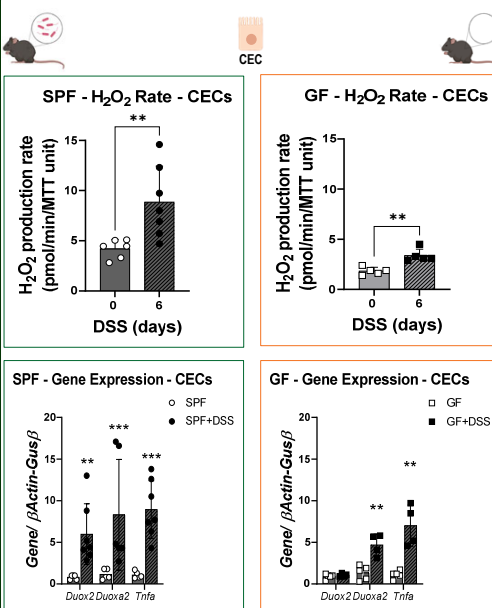 CEC
SPF - H₂O₂ Rate - CECs
**
H₂O₂ production rate
(pmol/min/MTT unit)
15
10
5
0
0
6
DSS (days)
GF - H₂O₂ Rate - CECs
**
H₂O₂ production rate
(pmol/min/MTT unit)
15
10
5
0
0
6
DSS (days)
SPF - Gene Expression - CECs
SPF
SPF+DSS
Gene/ βActin-Gusβ
20
15
10
5
0
**
***
***
Duox2 Duoxa2 Tnfa
GF - Gene Expression - CECs
GF
GF+DSS
Gene/ βActin-Gusβ
20
15
10
5
0
**
**
Duox2 Duoxa2 Tnfa